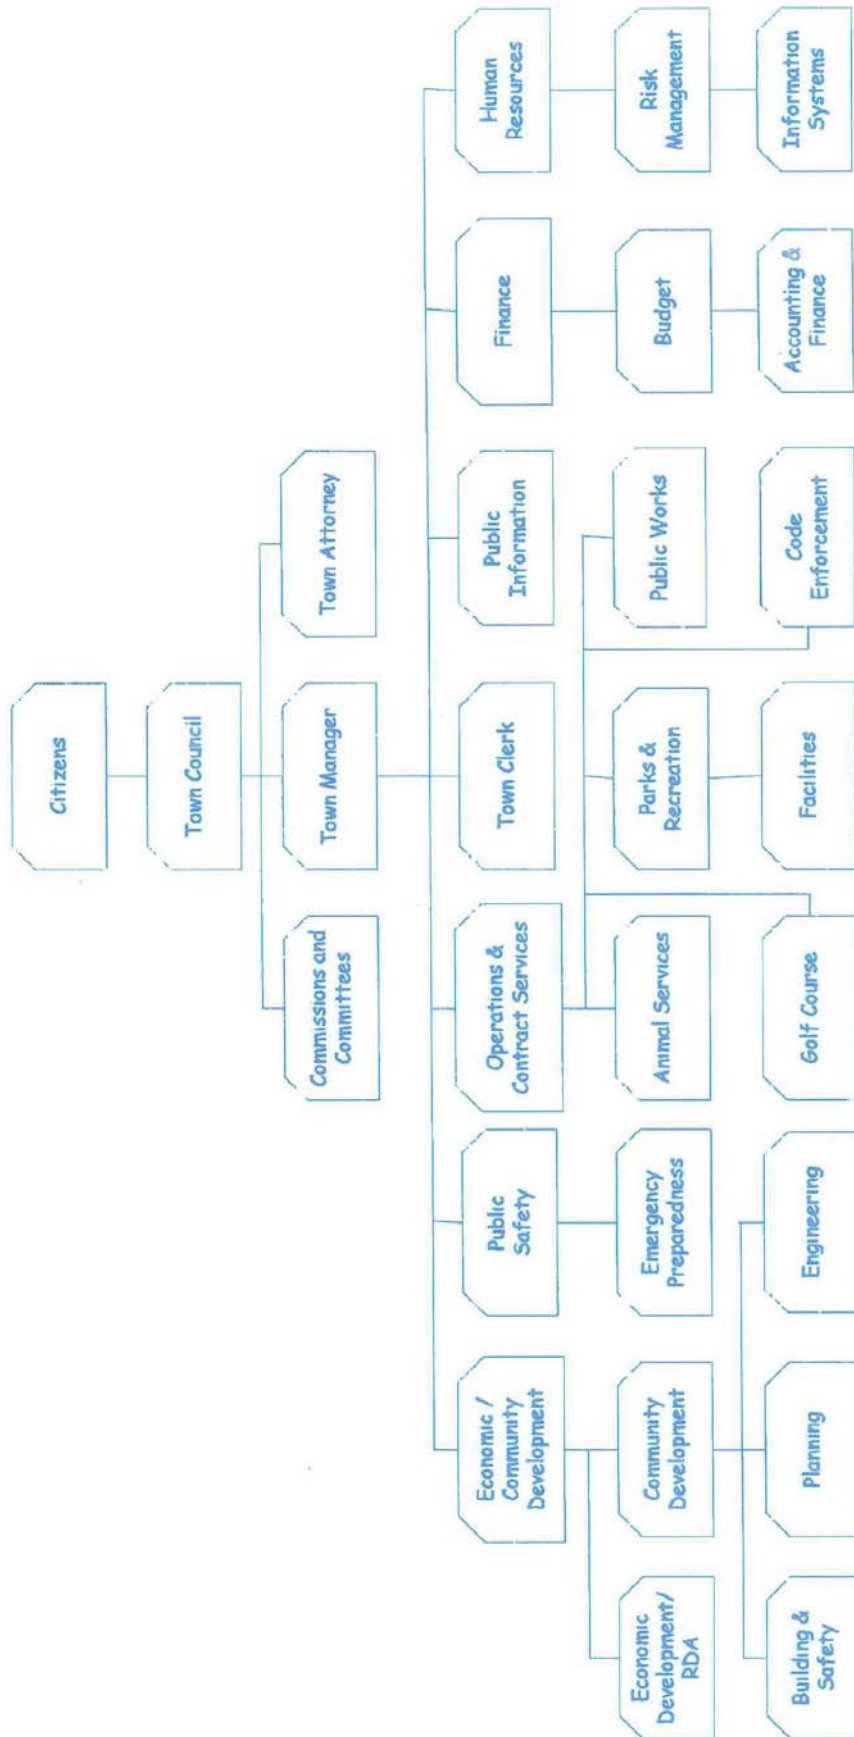 Citizens
Town Council
Commissions and
Committees
Town Manager
Town Attorney
Economic /
Community
Development
Public
Safety
Operations &
Contract Services
Town Clerk
Public
Information
Finance
Human
Resources
Economic
Development/
RDA
Community
Development
Emergency
Preparedness
Animal Services
Parks &
Recreation
Public Works
Budget
Risk
Management
Building &
Safety
Planning
Engineering
Golf Course
Facilities
Code
Enforcement
Accounting &
Finance
Information
Systems